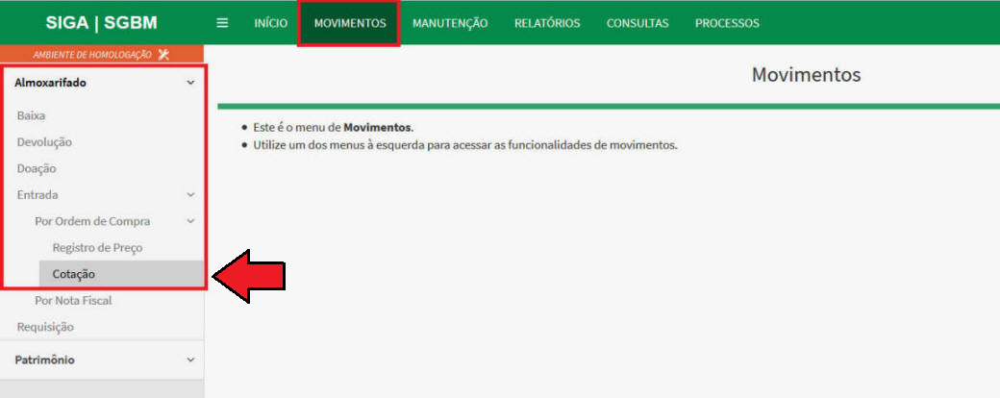 SIGA | SGBM
INÍCIO MOVIMENTOS MANUTENÇÃO RELATÓRIOS CONSULTAS PROCESSOS
AMBIENTE DE HOMOLOGAÇÃO
Movimentos
Almoxarifado
Baixa
Devolução
Doação
Entrada
Por Ordem de Compra
Registro de Preço
Cotação
Por Nota Fiscal
Requisição
Patrimônio
Este é o menu de Movimentos.
Utilize um dos menus à esquerda para acessar as funcionalidades de movimentos.